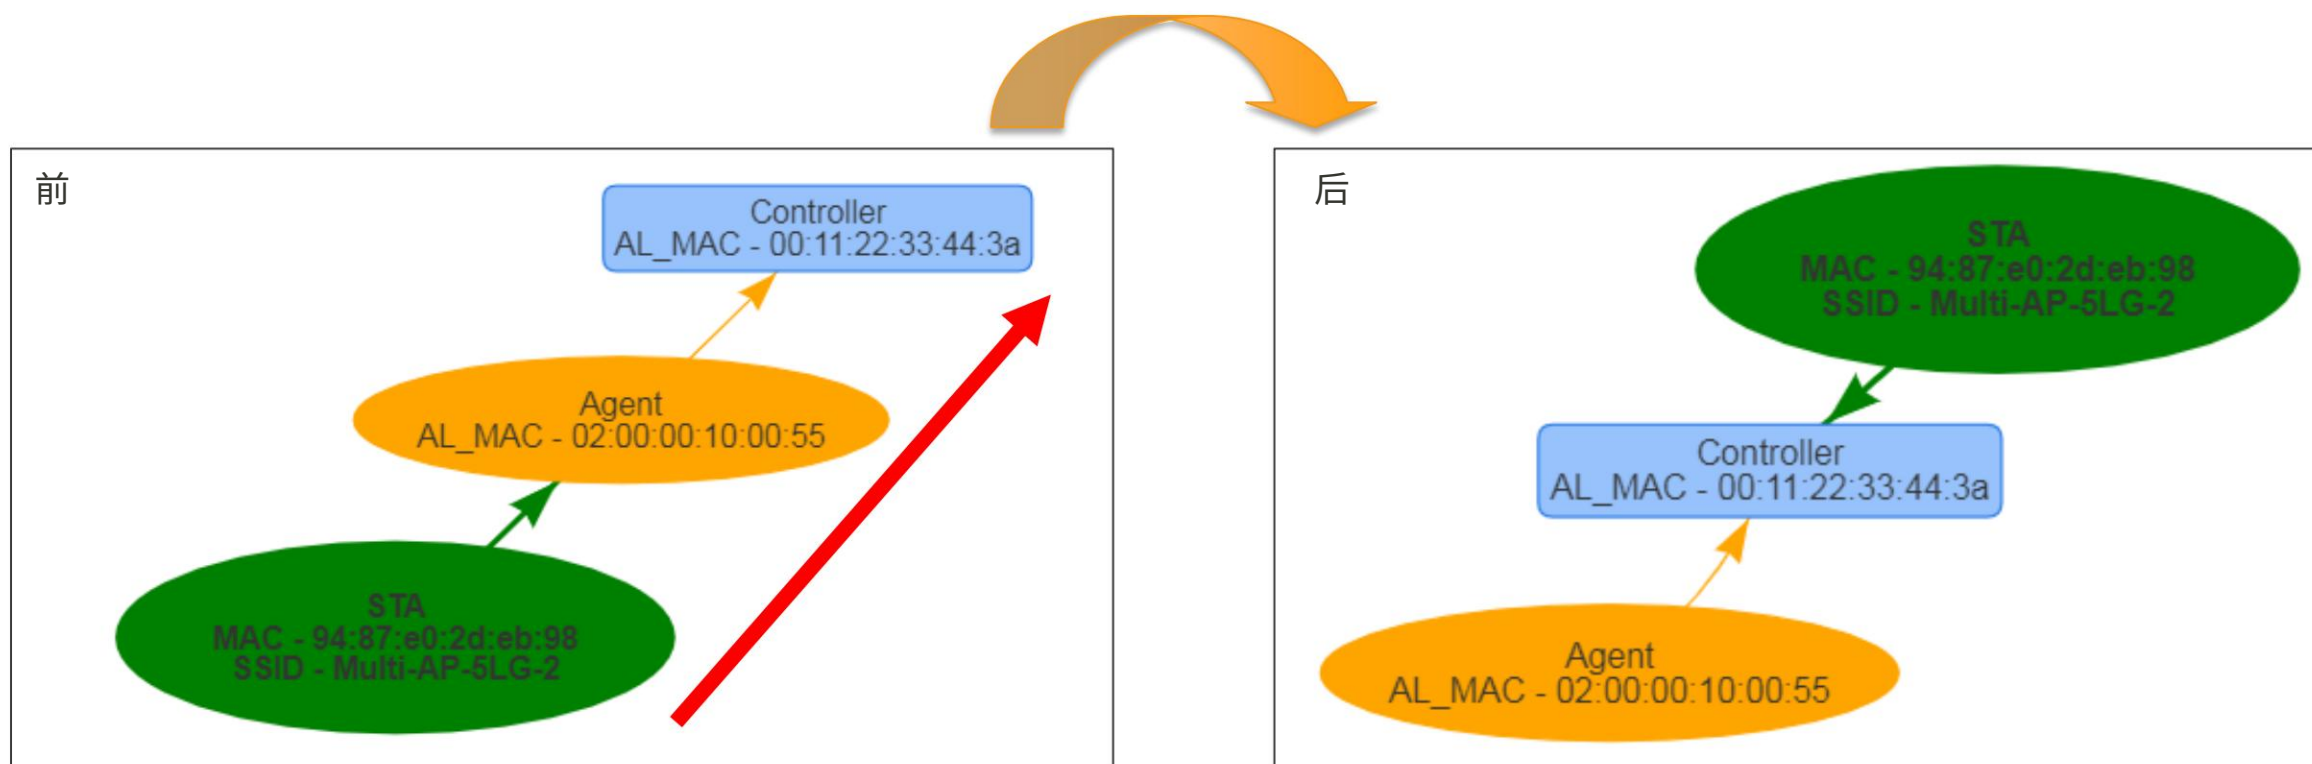 前
Controller
AL_MAC - 00:11:22:33:44:3a
Agent
AL_MAC - 02:00:00:10:00:55
STA
MAC - 94:87:e0:2d:eb:98
SSID - Multi-AP-5LG-2
后
STA
MAC - 94:87:e0:2d:eb:98
SSID - Multi-AP-5LG-2
Controller
AL_MAC - 00:11:22:33:44:3a
Agent
AL_MAC - 02:00:00:10:00:55